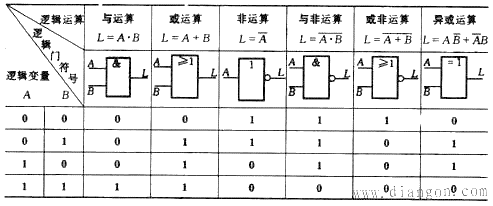 逻辑运算 与运算 或运算 非运算 与非运算 或非运算 异或运算
逻辑门符号 L=A·B L=A+B L=A̅ L=\overline{A·B} L=\overline{A+B} L=AB̅+A̅B
A & L A ≥1 L A 1 L A & L A ≥1 L A =1 L
逻辑变量 B B B B B
A B
0 0 0 0 1 1 1 0
0 1 0 1 1 1 0 1
1 0 0 1 0 1 0 1
1 1 1 1 0 0 0 0
www.diangon.com